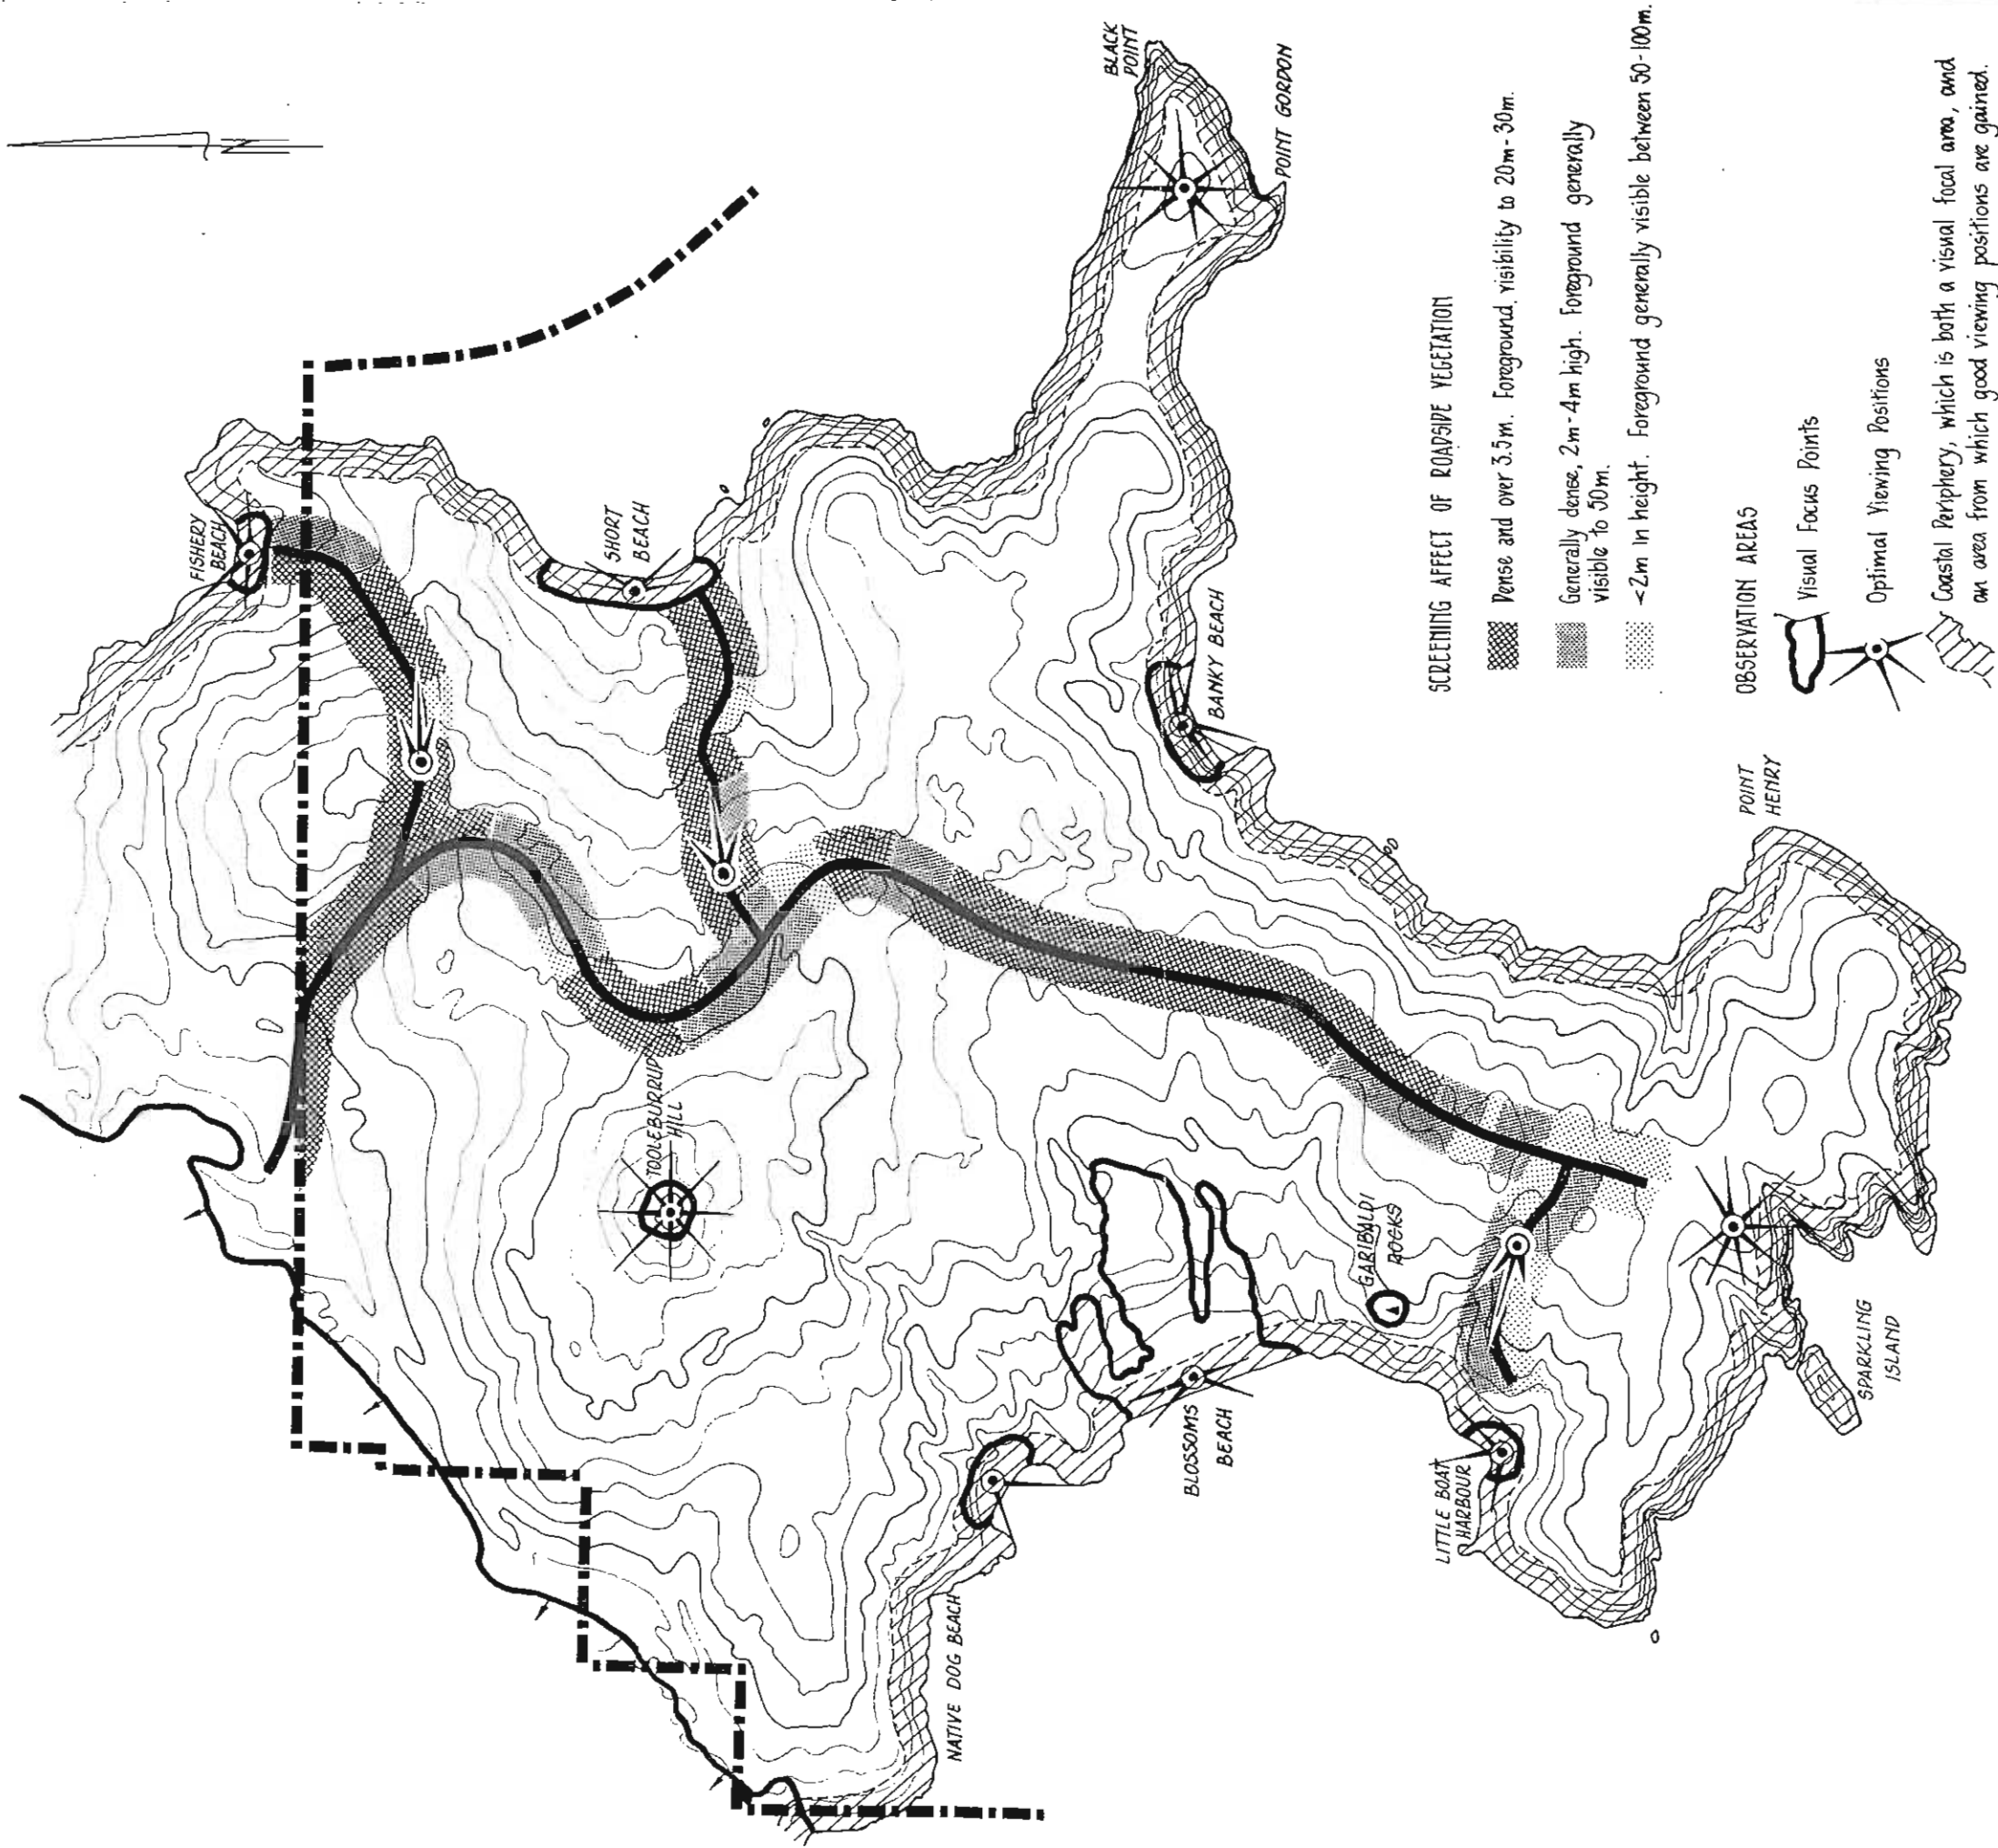 BLACK
POINT
POINT GORDON
FISHERY
BEACH
SHORT
BEACH
BANKY BEACH
POINT
HENRY
TOOLEBURRUP
HILL
GARIBALDI
ROCKS
SPARKLING
ISLAND
BLOSSOMS
BEACH
LITTLE BOAT
HARBOUR
NATIVE DOG BEACH
N
SCREENING AFFECT OF ROADSIDE VEGETATION
Dense and over 3.5m. Foreground visibility to 20m-30m.
Generally dense, 2m-4m high. Foreground generally
visible to 50m.
<2m in height. Foreground generally visible between 50-100m.
OBSERVATION AREAS
Visual Focus Points
Optimal Viewing Positions
Coastal Periphery, which is both a visual focal area, and
an area from which good viewing positions are gained.